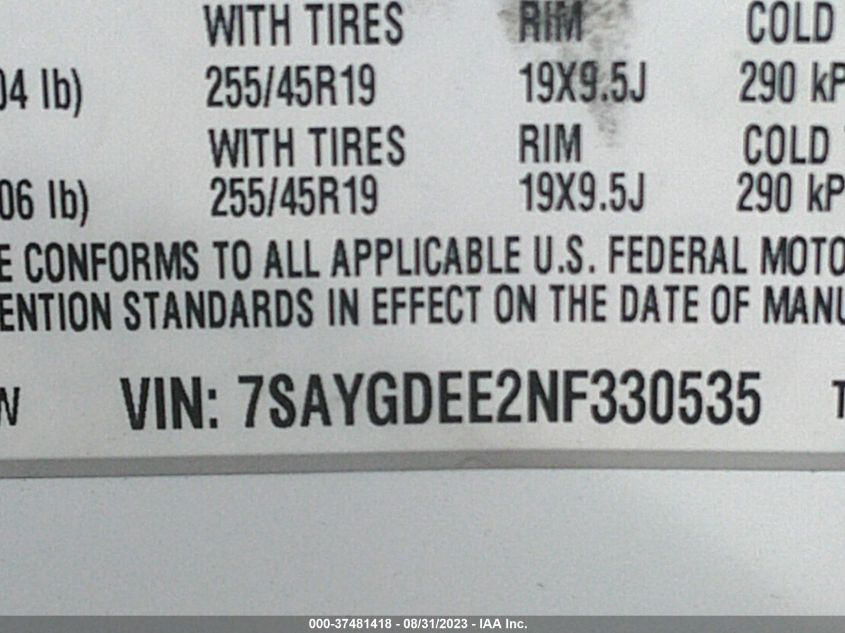 WITH TIRES RIM COLD
04 lb) 255/45R19 19X9.5J 290 kP
WITH TIRES RIM COLD
06 lb) 255/45R19 19X9.5J 290 kP
E CONFORMS TO ALL APPLICABLE U.S. FEDERAL MOTO
ENTION STANDARDS IN EFFECT ON THE DATE OF MANU
W VIN: 7SAYGDEE2NF330535 T
000-37481418 - 08/31/2023 - IAA Inc.